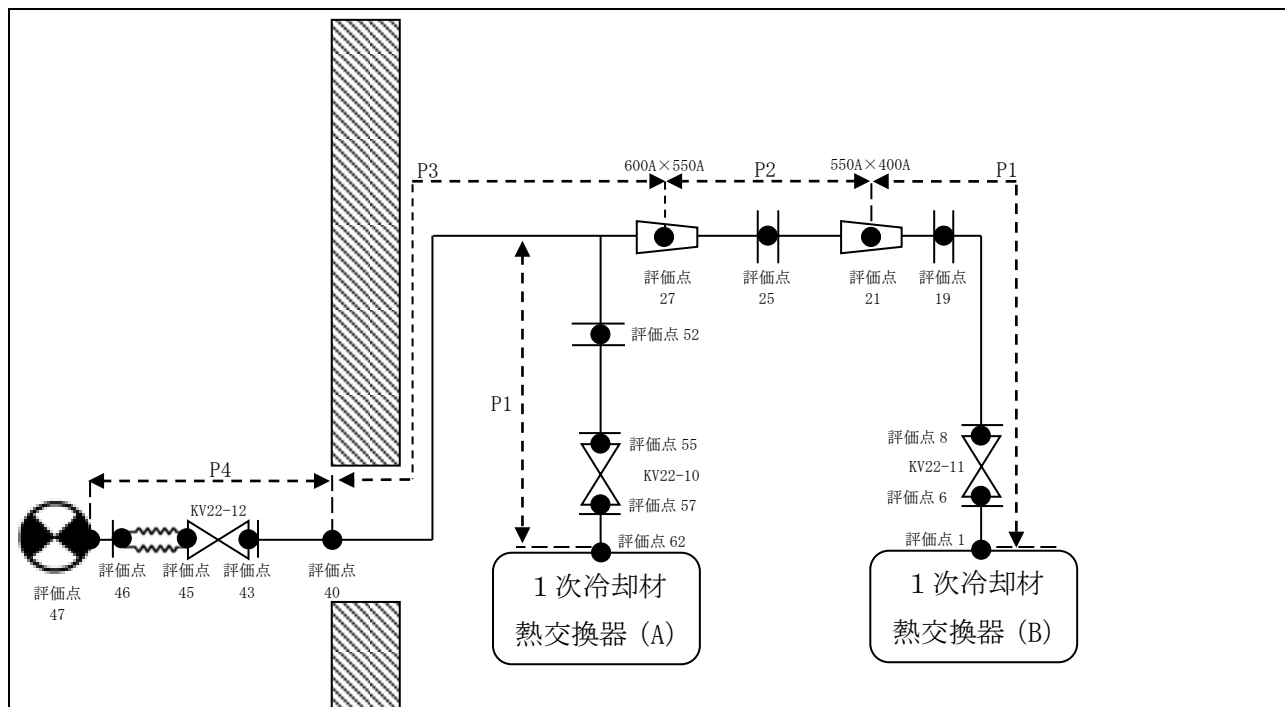 P3
600A×550A
P2
550A×400A
P1
評価点
27
評価点
25
評価点
21
評価点
19
評価点 52
P1
評価点 55
KV22-10
評価点 57
評価点 62
評価点 8
KV22-11
評価点 6
評価点 1
P4
KV22-12
評価点
47
評価点
46
評価点
45
評価点
43
評価点
40
1次冷却材
熱交換器(A)
1次冷却材
熱交換器(B)